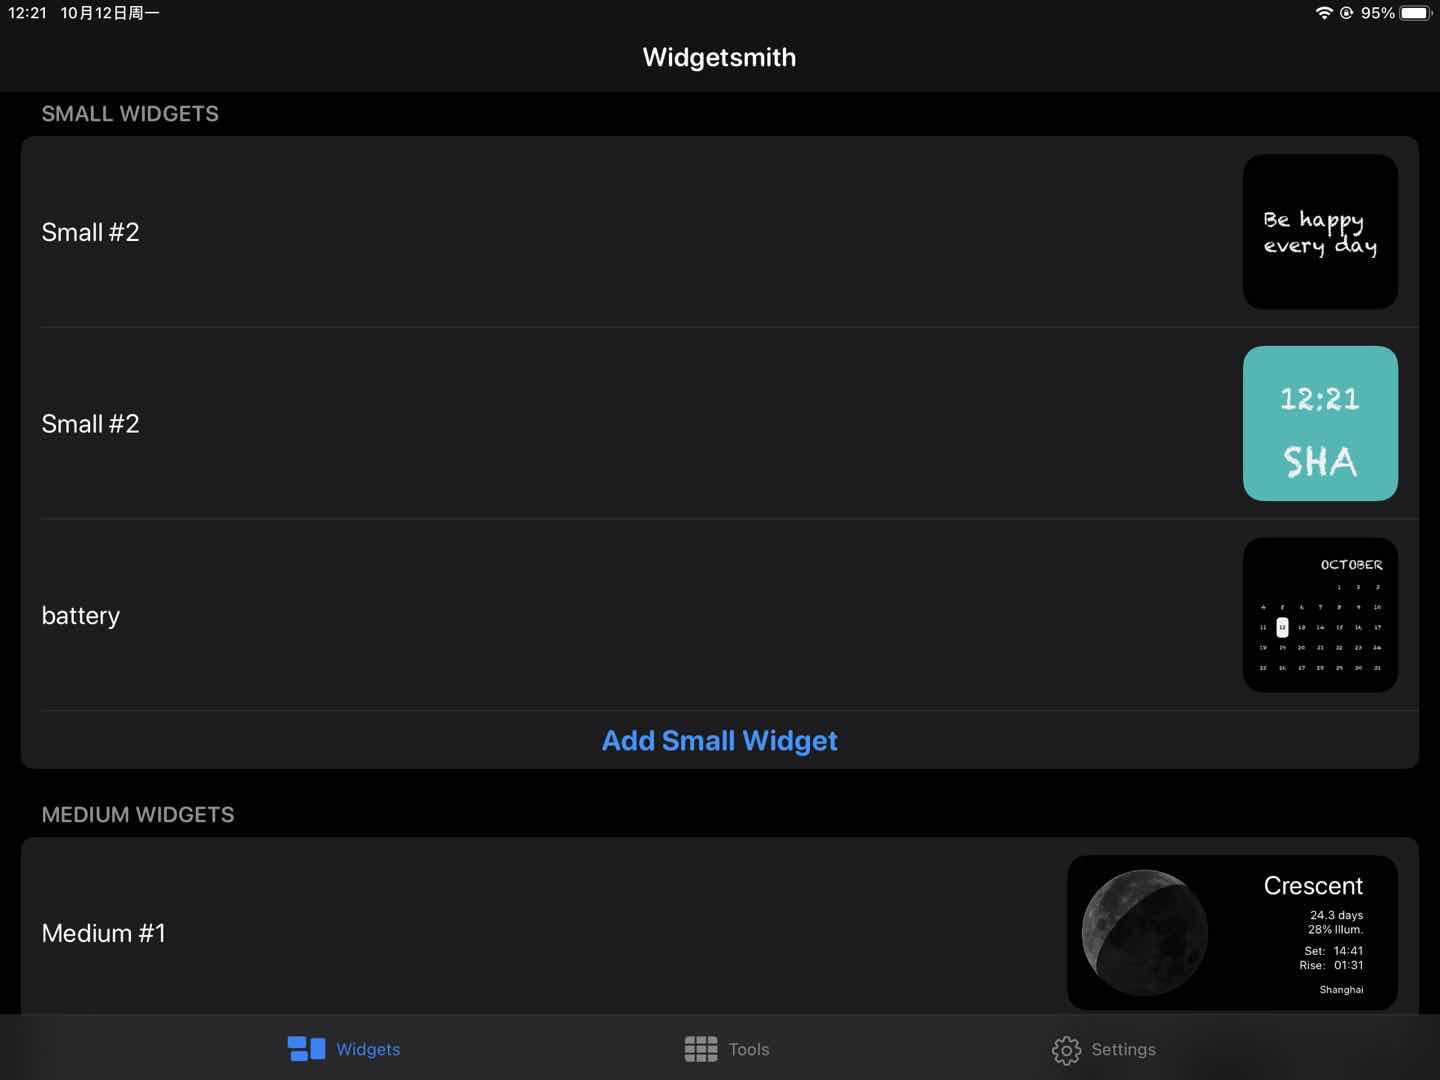 12:21 10月12日周一 95%
Widgetsmith
SMALL WIDGETS
Small #2
Be happy
every day
Small #2
12:21
SHA
battery
OCTOBER
1 2 3
4 5 6 7 8 9 10
11 12 13 14 15 16 17
18 19 20 21 22 23 24
25 26 27 28 29 30 31
Add Small Widget
MEDIUM WIDGETS
Medium #1
Crescent
24.3 days
28% Illum.
Set: 14:41
Rise: 01:31
Shanghai
Widgets Tools Settings